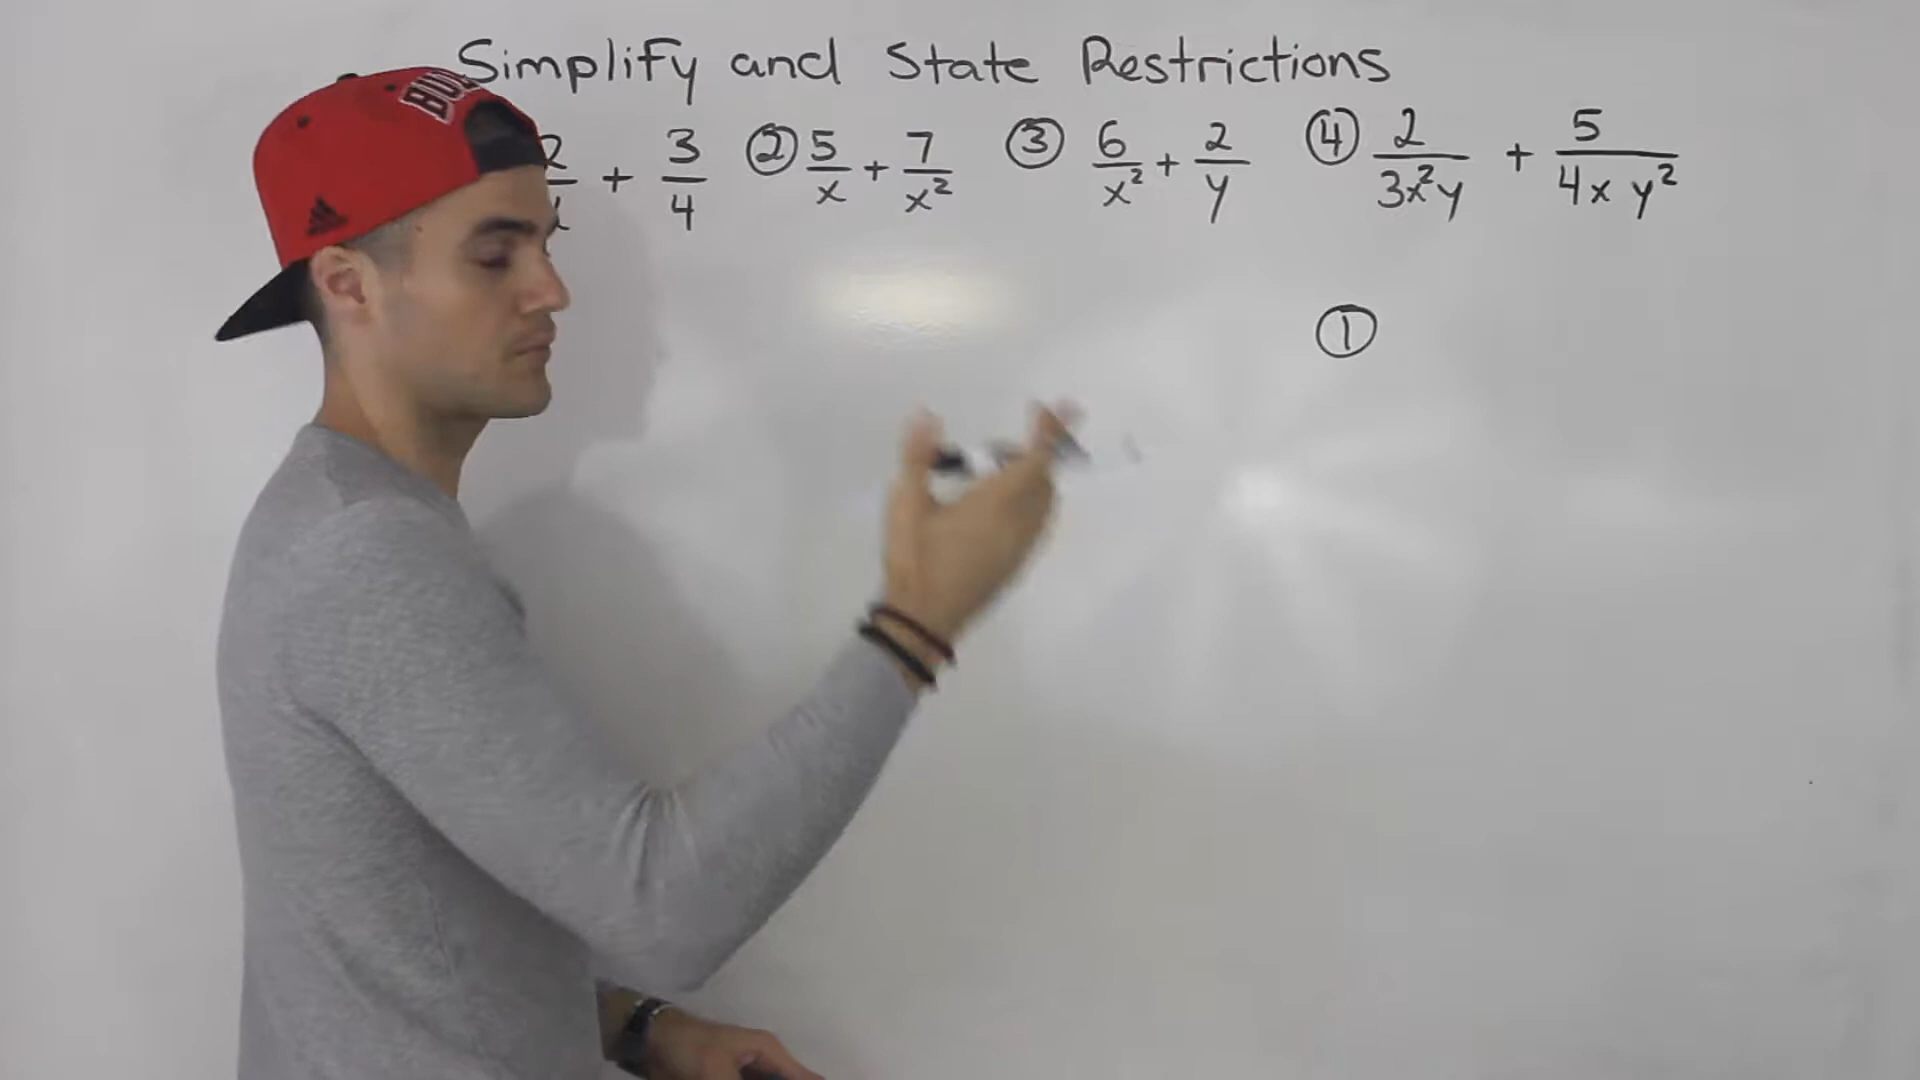 Simplify and State Restrictions
2 + 3/4 ② 5/x + 7/x² ③ 6/x² + 2/y ④ 2/3x²y + 5/4xy²
①